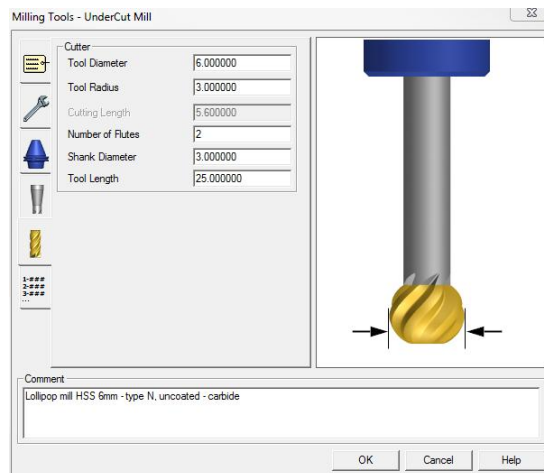 Milling Tools - UnderCut Mill
Cutter
Tool Diameter 6.000000
Tool Radius 3.000000
Cutting Length 5.600000
Number of Flutes 2
Shank Diameter 3.000000
Tool Length 25.000000
1-###
2-###
3-###
...
Comment
Lollipop mill HSS 6mm - type N, uncoated - carbide
OK Cancel Help